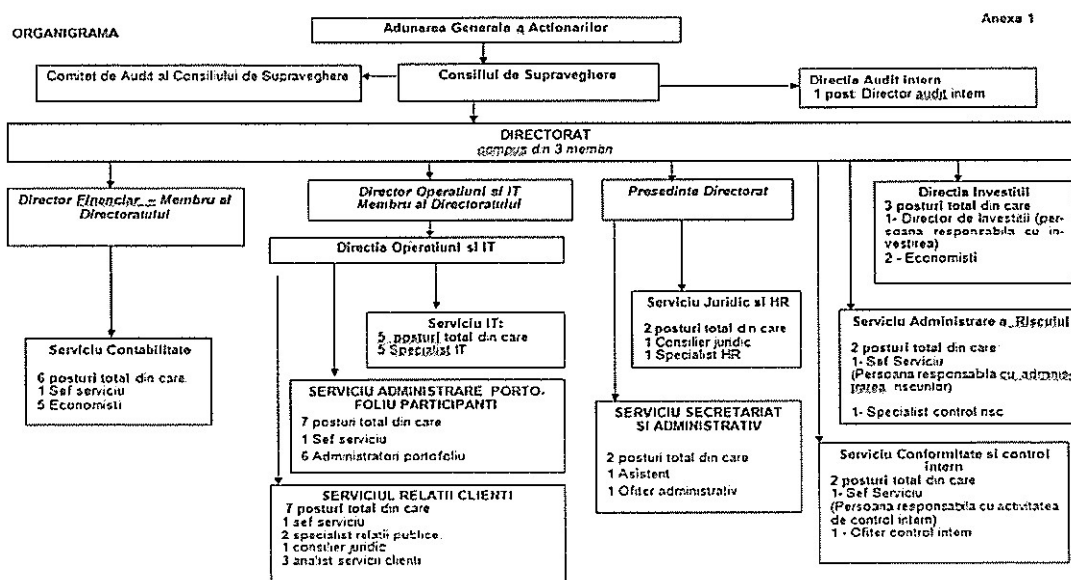 ORGANIGRAMA
Anexa 1
Adunarea Generala a Actionarilor
Comitet de Audit al Consiliului de Supraveghere
Consiliul de Supraveghere
Directia Audit intern
1 post: Director audit intern
DIRECTORAT
compus din 3 membri
Director Financiar – Membru al
Directoratului
Director Operatiuni si IT
Membru al Directoratului
Presedinte Directorat
Directia Investitii
3 posturi total din care
1- Director de Investitii (per-
soana responsabila cu in-
vestirea)
2 - Economisti
Directia Operatiuni si IT
Serviciu Contabilitate
6 posturi total din care
1 Sef serviciu
5 Economisti
Serviciu IT:
5 posturi total din care
5 Specialist IT
Serviciu Juridic si HR
2 posturi total din care
1 Consilier juridic
1 Specialist HR
Serviciu Administrare a Riscului
2 posturi total din care:
1- Sef Serviciu
(Persoana responsabila cu adminis-
trarea riscurilor)
1- Specialist control risc
SERVICIU ADMINISTRARE PORTO-
FOLIU PARTICIPANTI
7 posturi total din care
1 Sef serviciu
6 Administratori portofoliu
SERVICIU SECRETARIAT
SI ADMINISTRATIV
2 posturi total din care
1 Asistent
1 Ofiter administrativ
Serviciu Conformitate si control
intern
2 posturi total din care
1- Sef Serviciu
(Persoana responsabila cu activitatea
de control intern)
1 - Ofiter control intern
SERVICIUL RELATII CLIENTI
7 posturi total din care
1 sef serviciu
2 specialist relatii publice
1 consilier juridic
3 analist servicii clienti